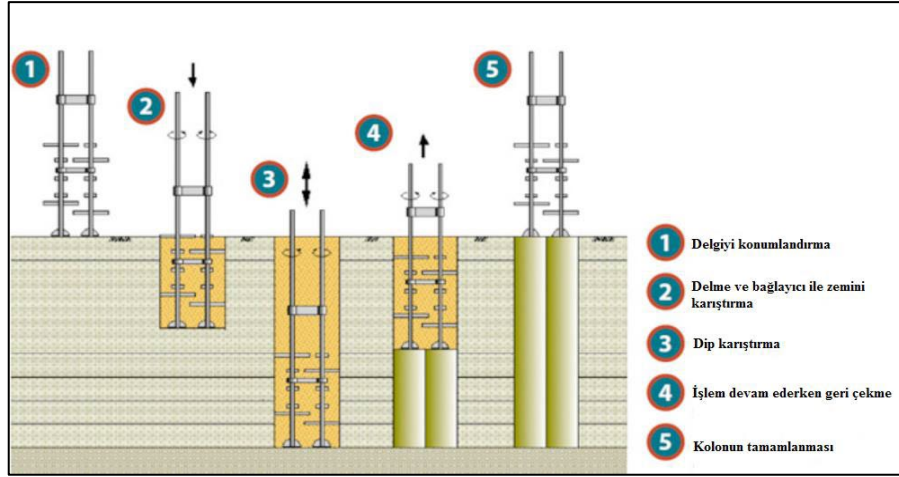 1
2
3
4
5
1 Delgiyi konumlandırma
2 Delme ve bağlayıcı ile zemini
karıştırma
3 Dip karıştırma
4 İşlem devam ederken geri çekme
5 Kolonun tamamlanması